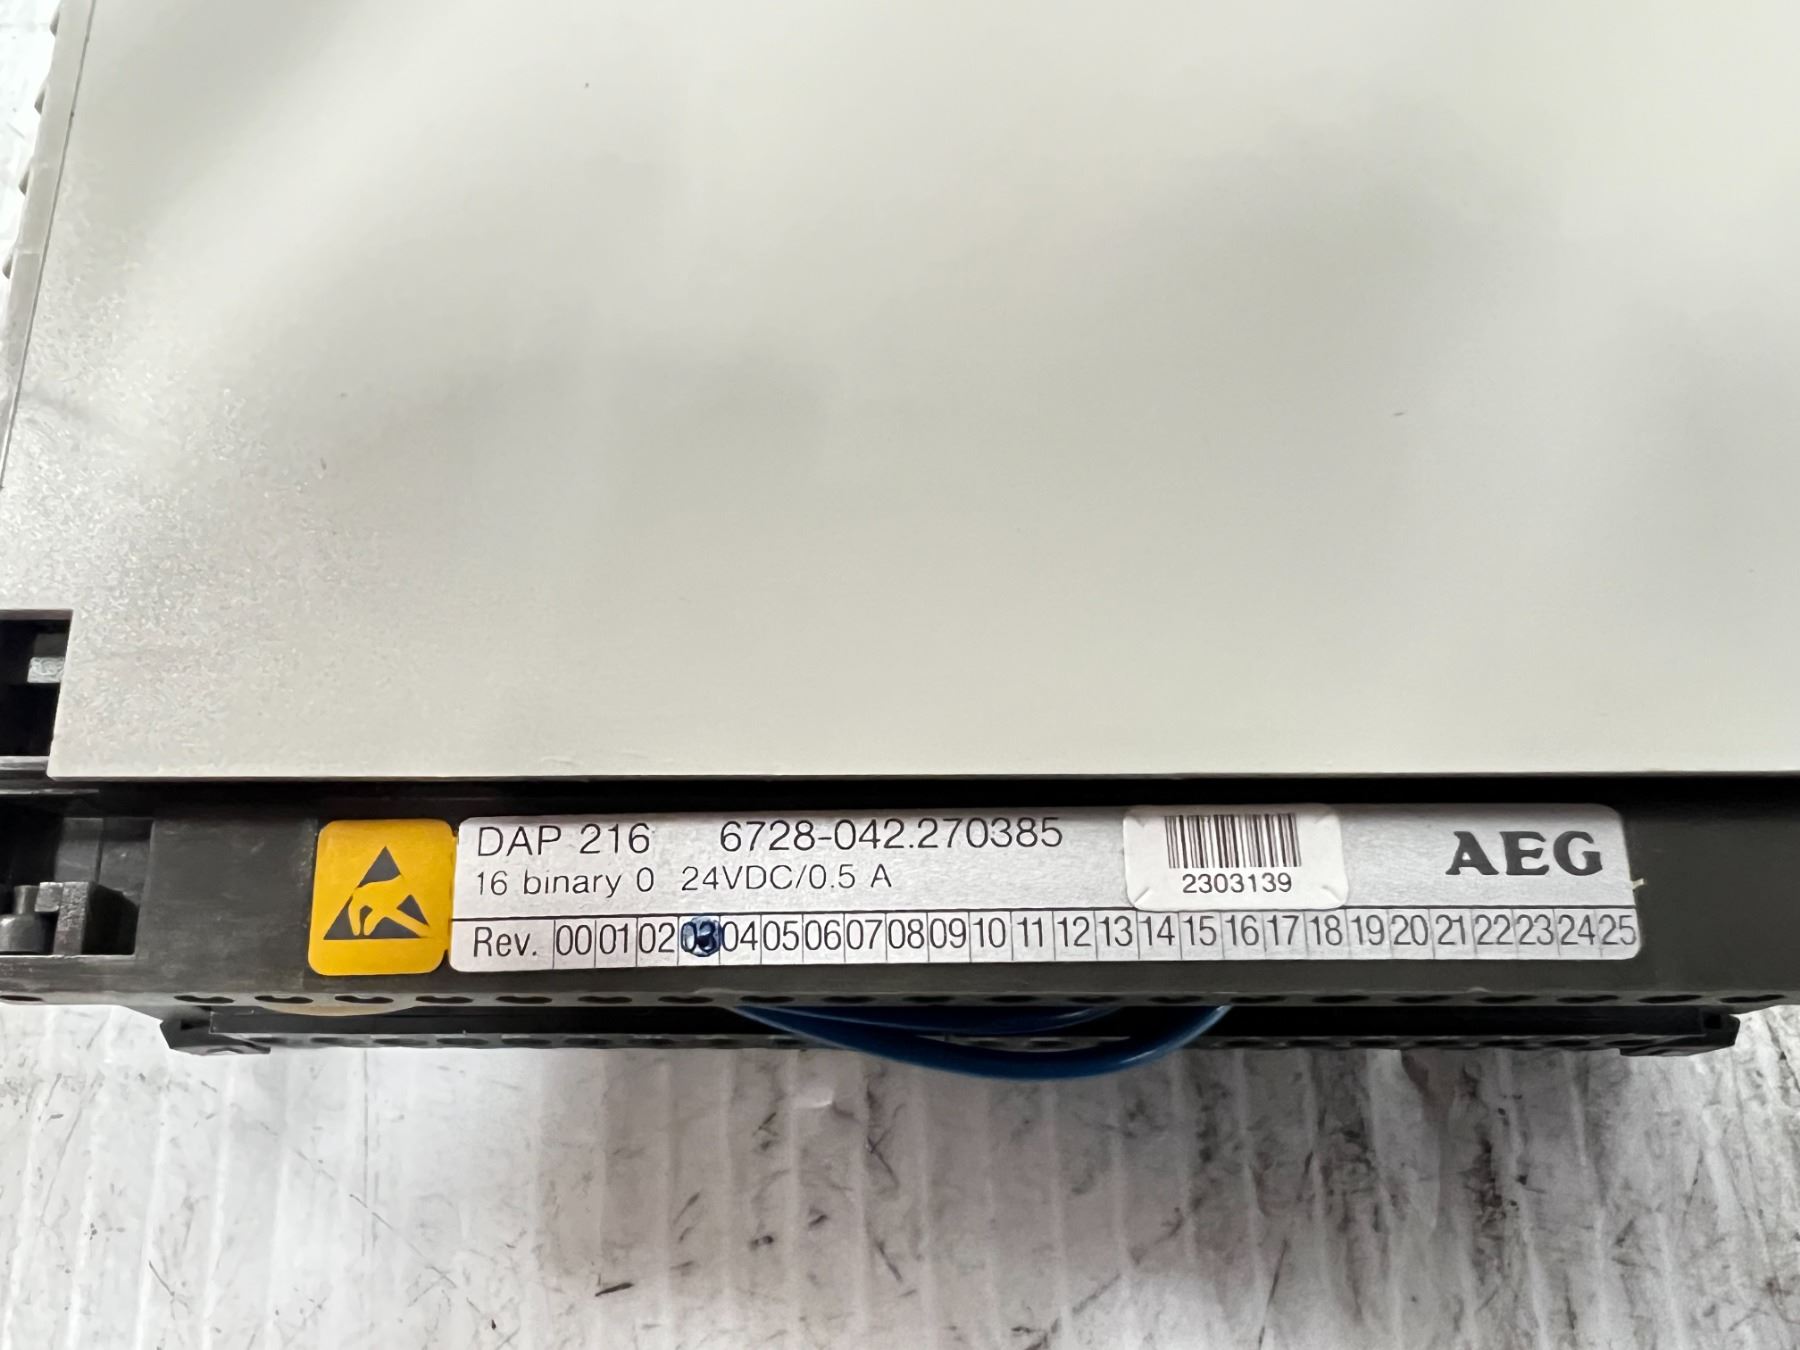 DAP 216 6728-042.270385
16 binary 0 24VDC/0.5 A
2303139
AEG
Rev. 00 01 02 03 04 05 06 07 08 09 10 11 12 13 14 15 16 17 18 19 20 21 22 23 24 25